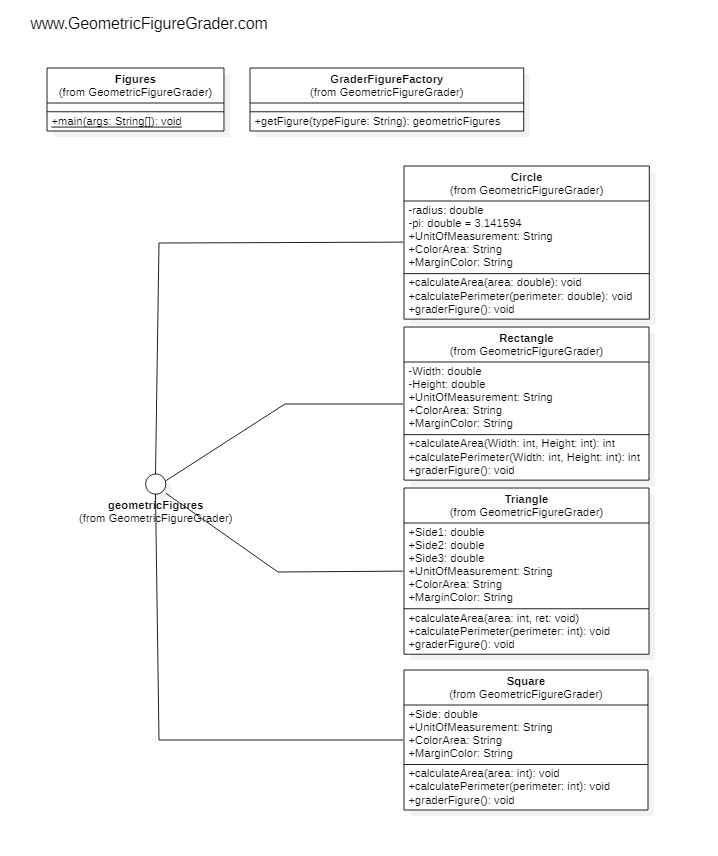 www.GeometricFigureGrader.com
Figures
(from GeometricFigureGrader)
+main(args: String[]): void
GraderFigureFactory
(from GeometricFigureGrader)
+getFigure(typeFigure: String): geometricFigures
Circle
(from GeometricFigureGrader)
-radius: double
-pi: double = 3.141594
+UnitOfMeasurement: String
+ColorArea: String
+MarginColor: String
+calculateArea(area: double): void
+calculatePerimeter(perimeter: double): void
+graderFigure(): void
Rectangle
(from GeometricFigureGrader)
-Width: double
-Height: double
+UnitOfMeasurement: String
+ColorArea: String
+MarginColor: String
+calculateArea(Width: int, Height: int): int
+calculatePerimeter(Width: int, Height: int): int
+graderFigure(): void
geometricFigures
(from GeometricFigureGrader)
Triangle
(from GeometricFigureGrader)
+Side1: double
+Side2: double
+Side3: double
+UnitOfMeasurement: String
+ColorArea: String
+MarginColor: String
+calculateArea(area: int, ret: void)
+calculatePerimeter(perimeter: int): void
+graderFigure(): void
Square
(from GeometricFigureGrader)
+Side: double
+UnitOfMeasurement: String
+ColorArea: String
+MarginColor: String
+calculateArea(area: int): void
+calculatePerimeter(perimeter: int): void
+graderFigure(): void